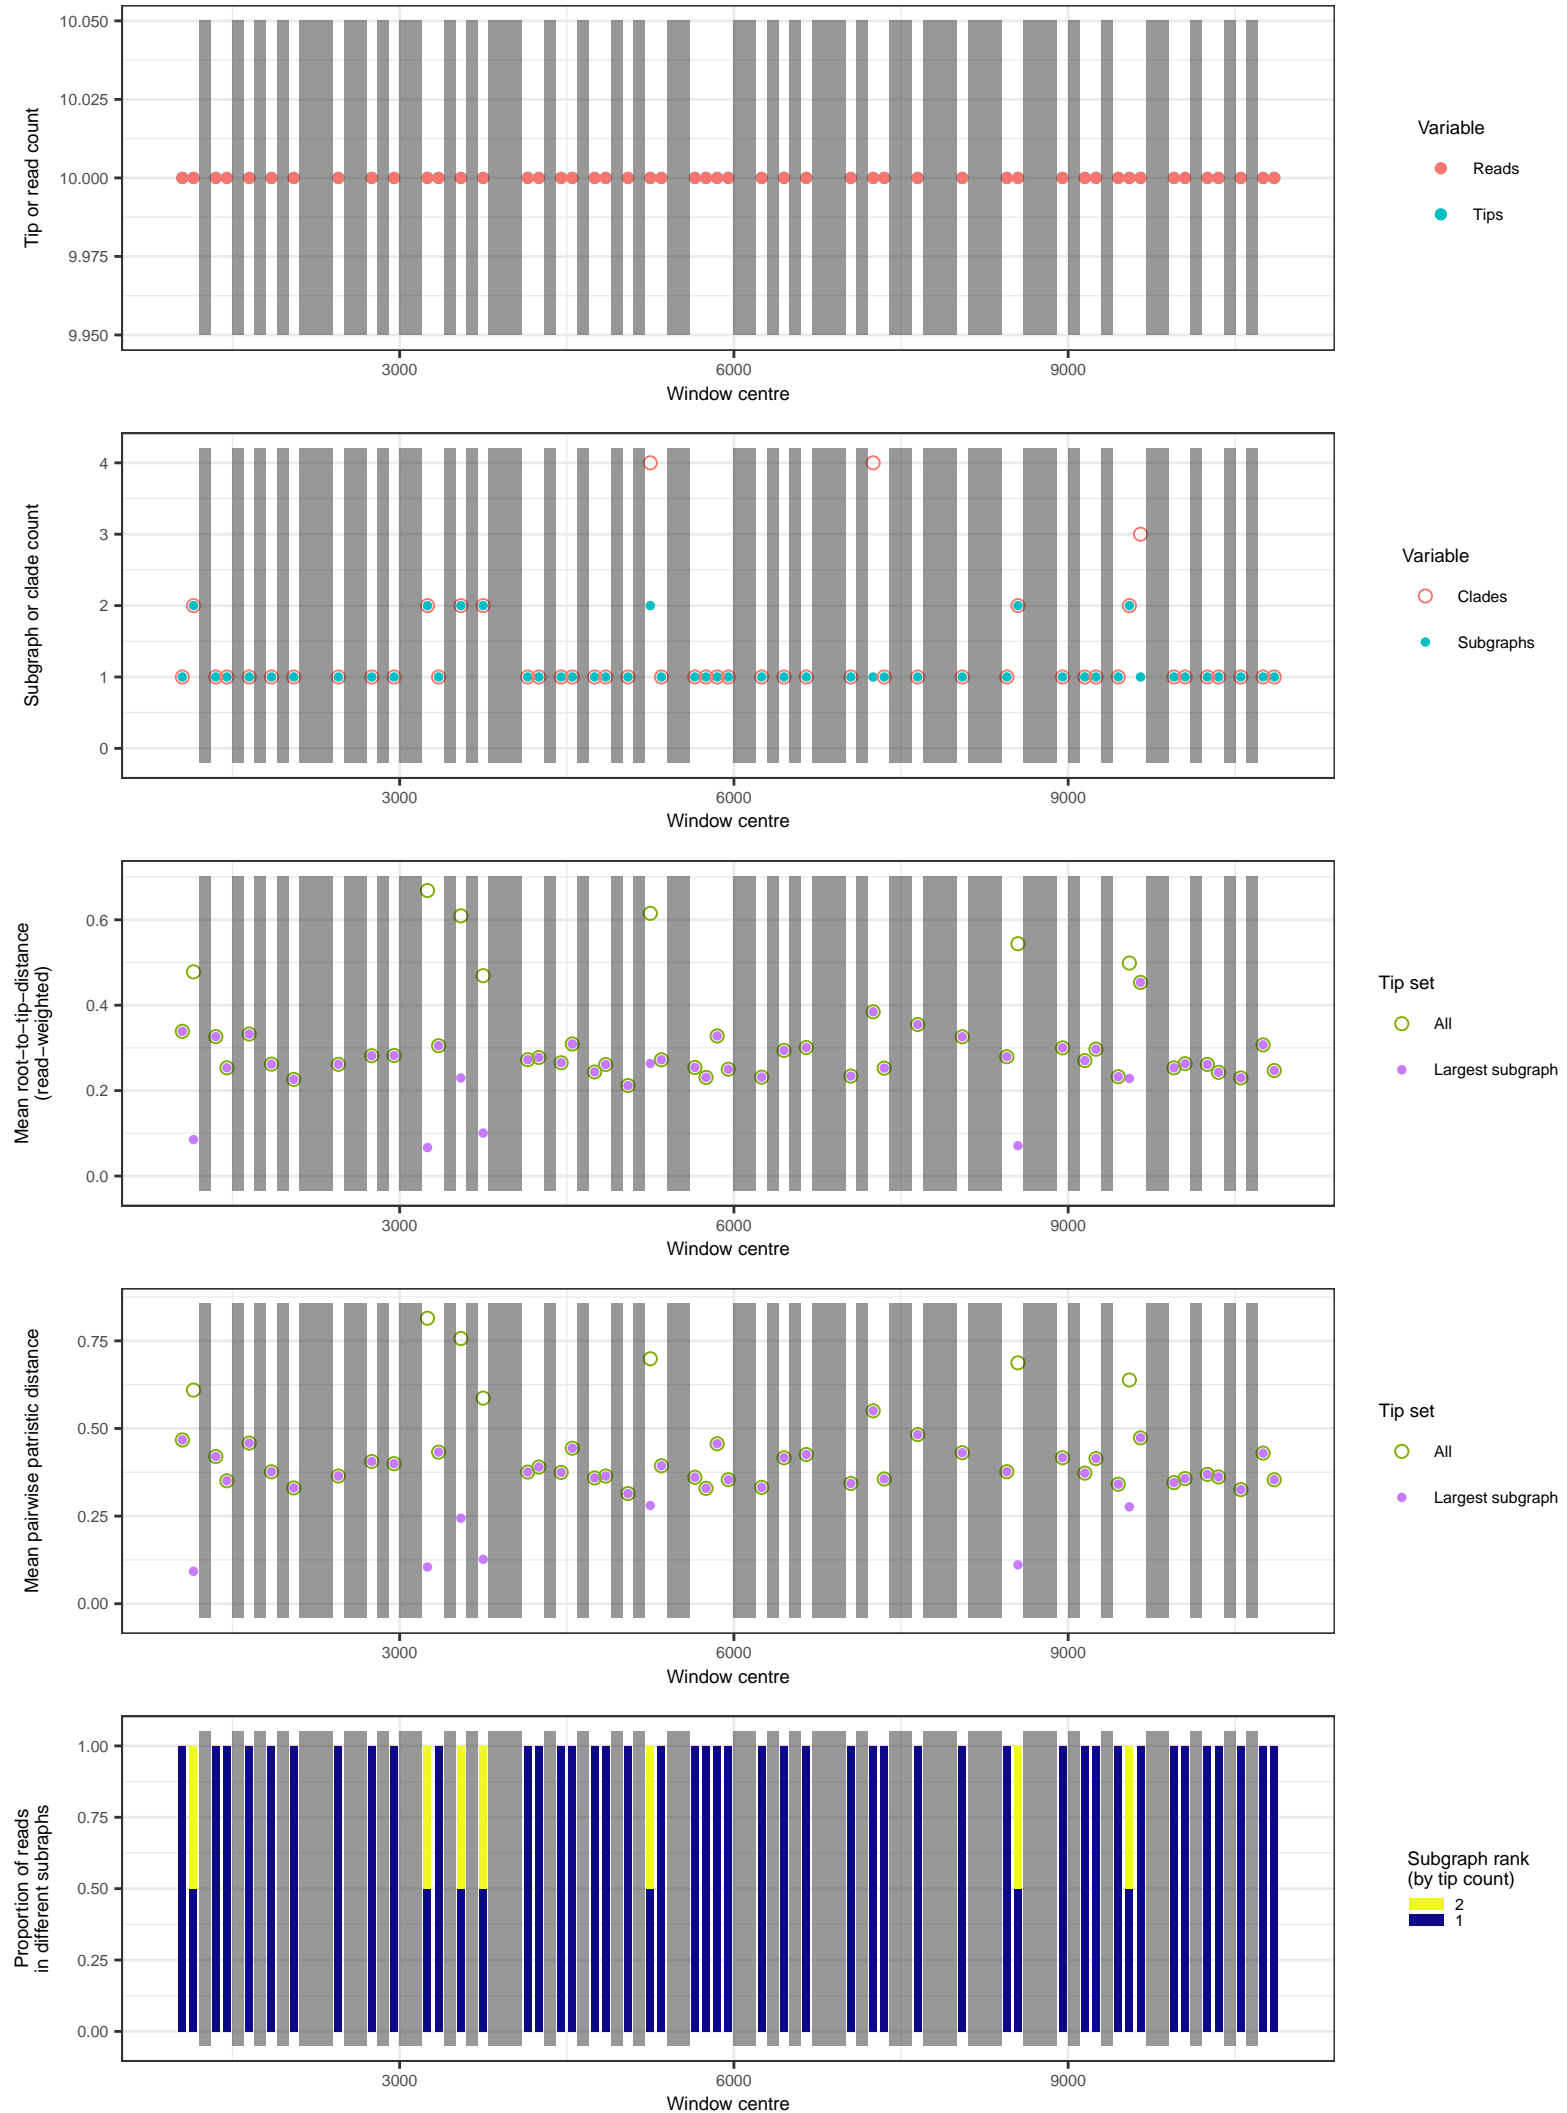 10.050
10.025
10.000
9.975
9.950
Tip or read count
3000
6000
9000
Window centre
Variable
Reads
Tips
4
3
2
1
0
Subgraph or clade count
3000
6000
9000
Window centre
Variable
Clades
Subgraphs
0.6
0.4
0.2
0.0
Mean root−to−tip−distance
(read−weighted)
3000
6000
9000
Window centre
Tip set
All
Largest subgraph
0.75
0.50
0.25
0.00
Mean pairwise patristic distance
3000
6000
9000
Window centre
Tip set
All
Largest subgraph
1.00
0.75
0.50
0.25
0.00
Proportion of reads
in different subraphs
3000
6000
9000
Window centre
Subgraph rank
(by tip count)
2
1